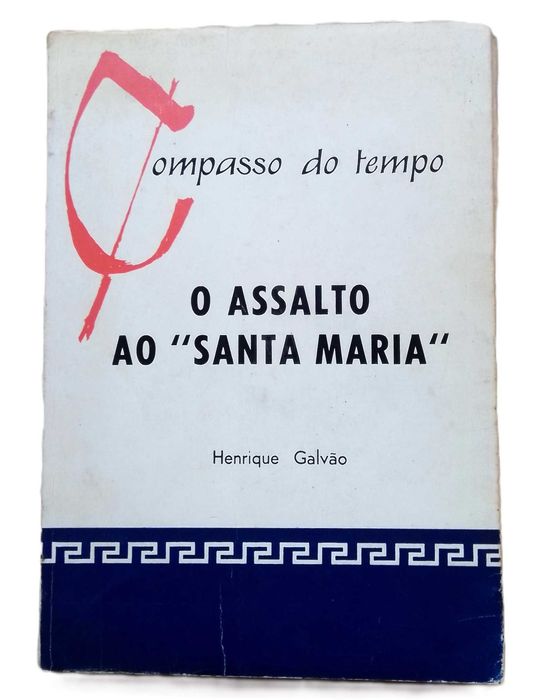 Compasso do tempo
O ASSALTO
AO "SANTA MARIA"
Henrique Galvão